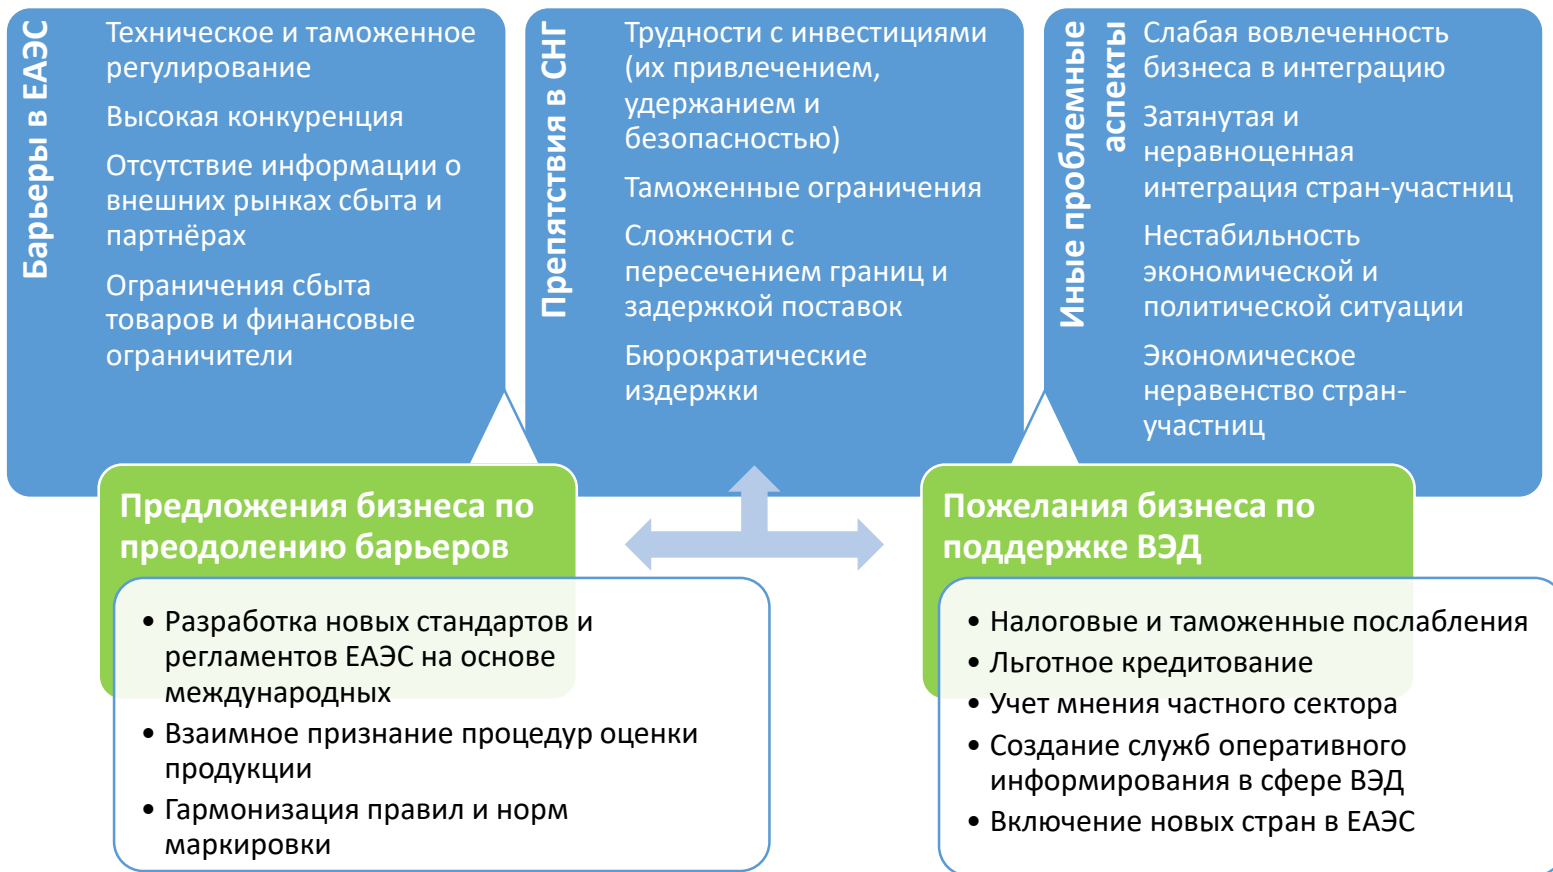 Барьеры в ЕАЭС
Техническое и таможенное
регулирование
Высокая конкуренция
Отсутствие информации о
внешних рынках сбыта и
партнёрах
Ограничения сбыта
товаров и финансовые
ограничители
Препятствия в СНГ
Трудности с инвестициями
(их привлечением,
удержанием и
безопасностью)
Таможенные ограничения
Сложности с
пересечением границ и
задержкой поставок
Бюрократические
издержки
Иные проблемные
аспекты
Слабая вовлеченность
бизнеса в интеграцию
Затянутая и
неравноценная
интеграция стран-участниц
Нестабильность
экономической и
политической ситуации
Экономическое
неравенство стран-
участниц
Предложения бизнеса по
преодолению барьеров
• Разработка новых стандартов и
регламентов ЕАЭС на основе
международных
• Взаимное признание процедур оценки
продукции
• Гармонизация правил и норм
маркировки
Пожелания бизнеса по
поддержке ВЭД
• Налоговые и таможенные послабления
• Льготное кредитование
• Учет мнения частного сектора
• Создание служб оперативного
информирования в сфере ВЭД
• Включение новых стран в ЕАЭС